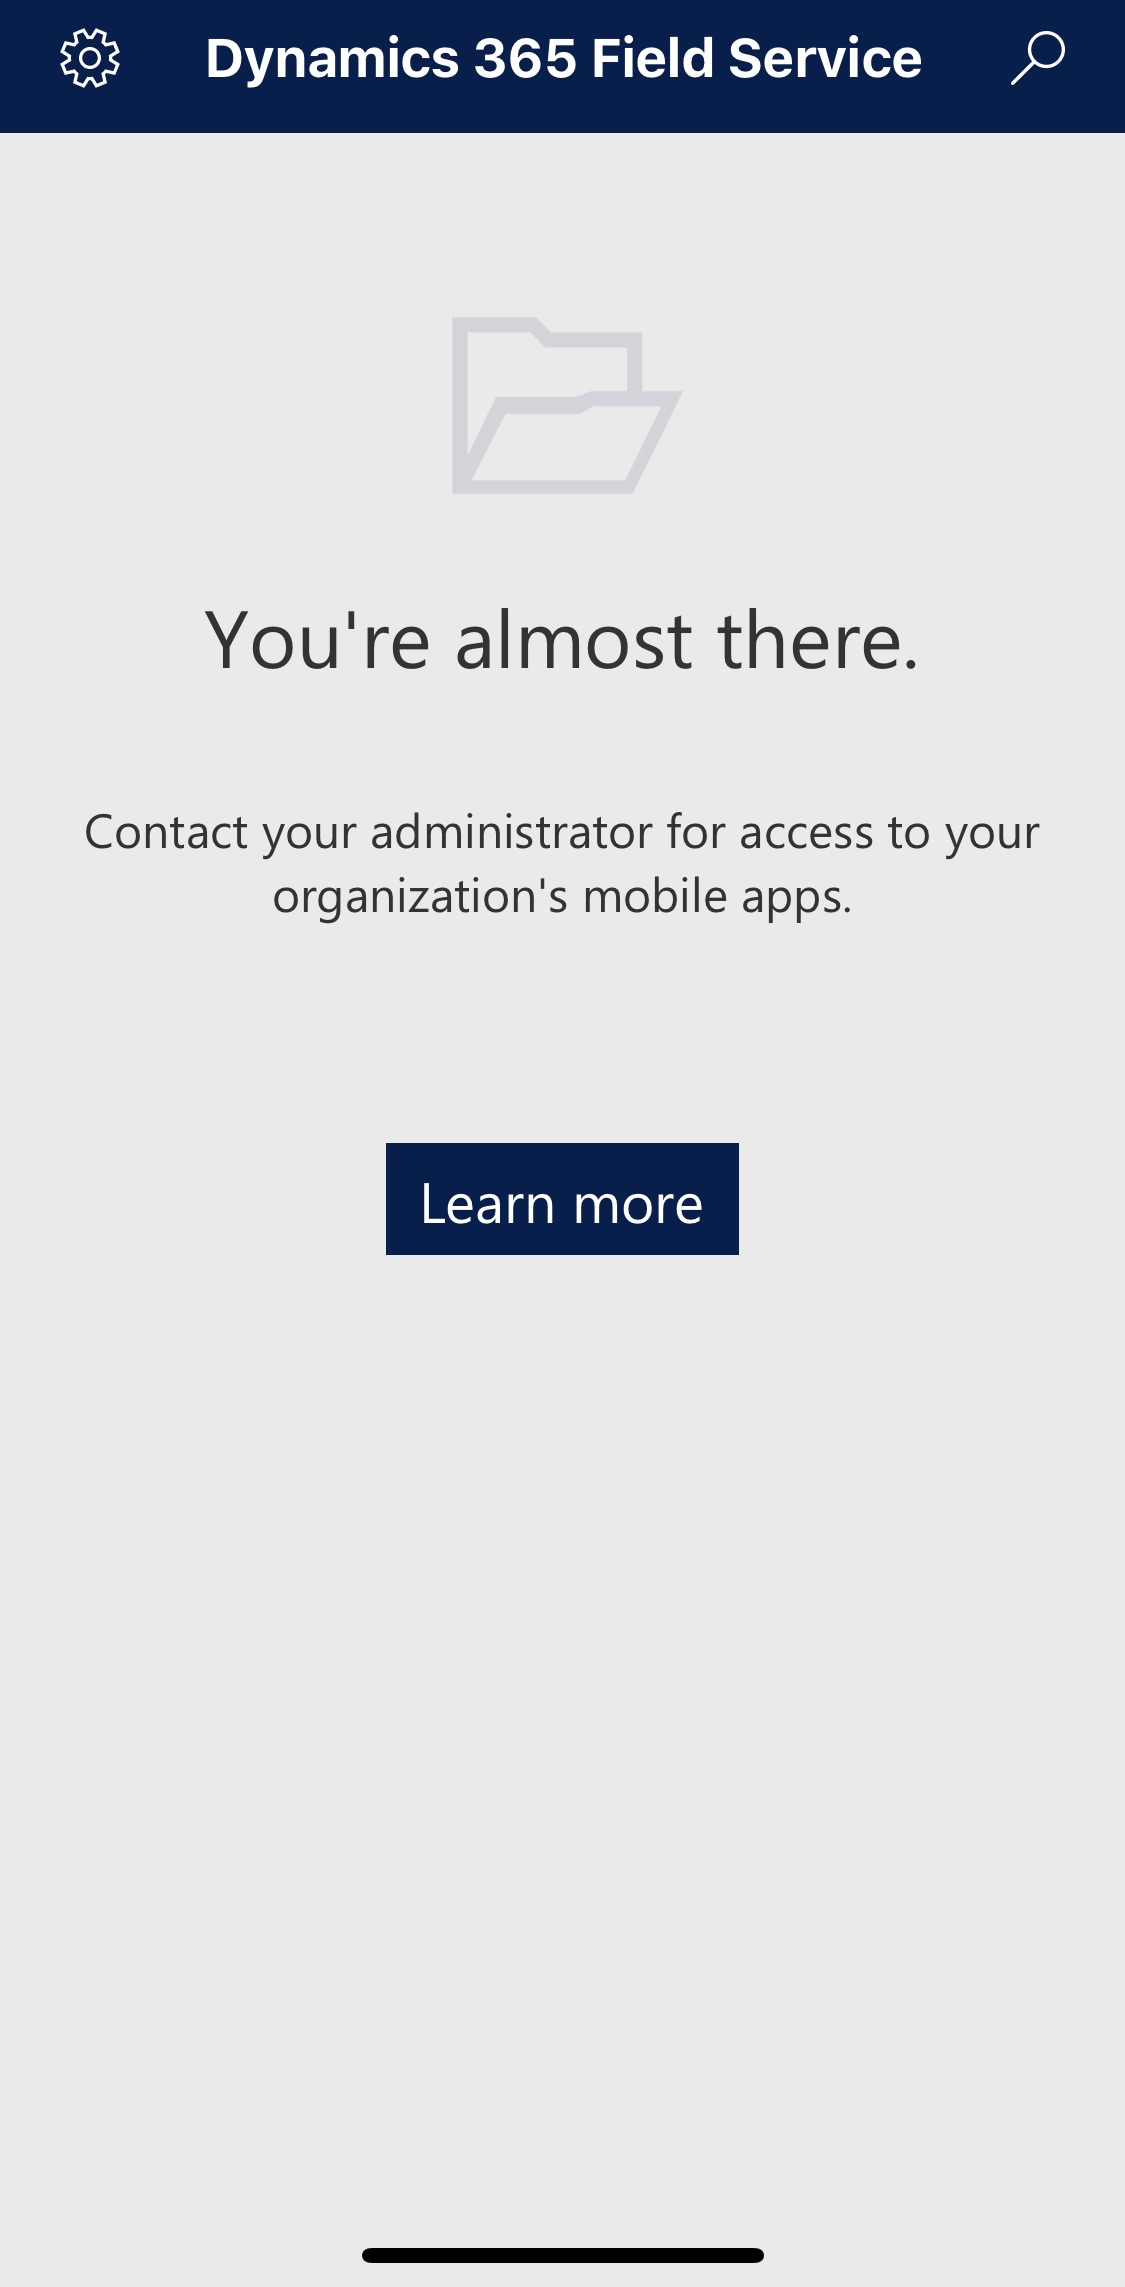 Dynamics 365 Field Service
You're almost there.
Contact your administrator for access to your
organization's mobile apps.
Learn more